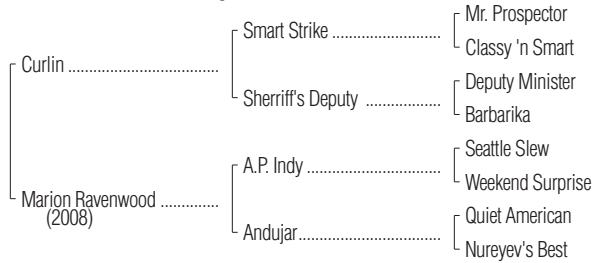 Mr. Prospector
Smart Strike ......................
Classy 'n Smart
Curlin ..................................
Deputy Minister
Sherriff's Deputy .................
Barbarika
Seattle Slew
A.P. Indy ..............................
Weekend Surprise
Marion Ravenwood .............
(2008)
Quiet American
Andujar................................
Nureyev's Best